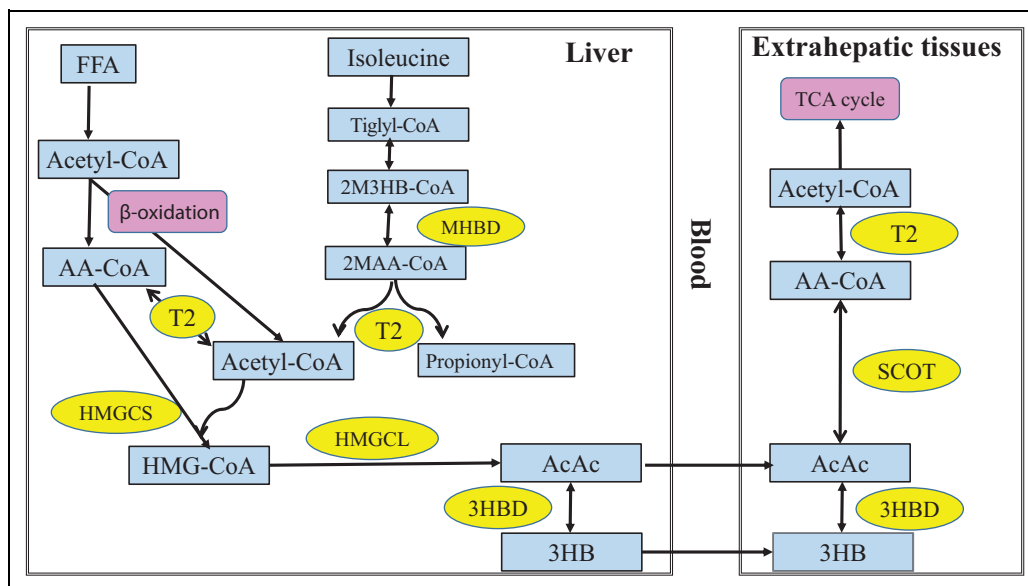 Liver
FFA
Isoleucine
Tiglyl-CoA
Acetyl-CoA
2M3HB-CoA
β-oxidation
MHBD
AA-CoA
2MAA-CoA
T2
T2
Acetyl-CoA
Propionyl-CoA
HMGCS
HMGCL
HMG-CoA
AcAc
3HBD
3HB
Blood
Extrahepatic tissues
TCA cycle
Acetyl-CoA
T2
AA-CoA
SCOT
AcAc
3HBD
3HB